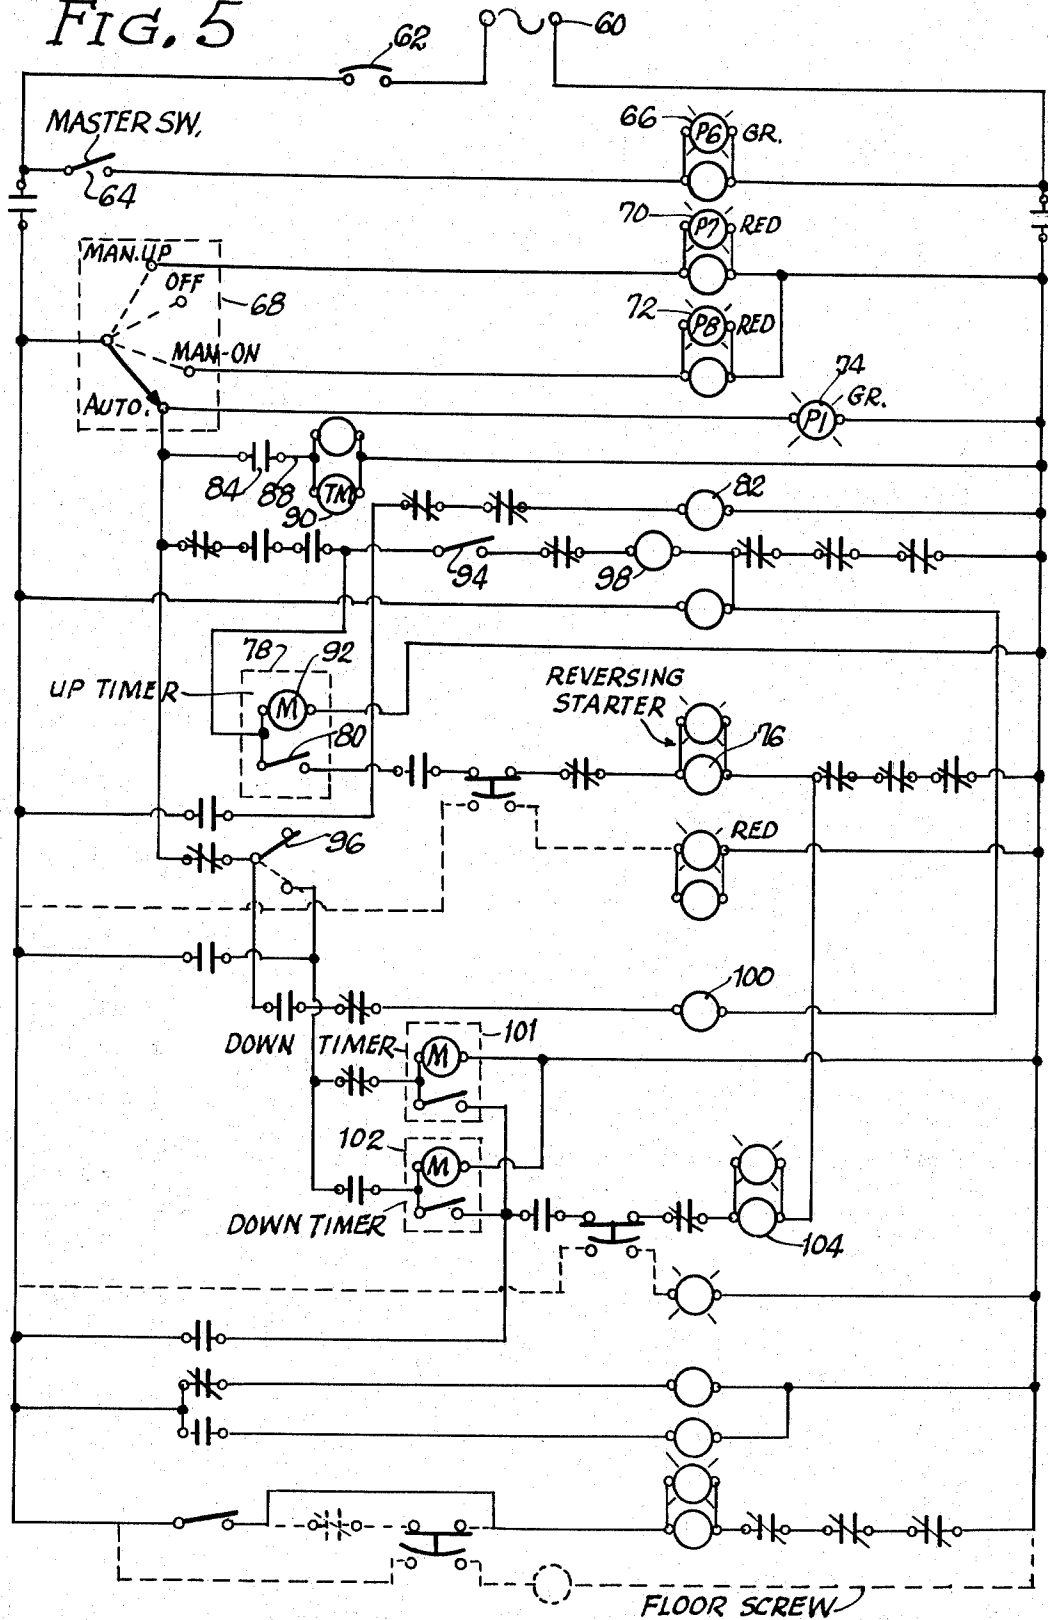 FIG. 5
62
60
MASTER SW.
66
P6
GR.
64
70
P7
RED
MAN. UP
OFF
68
72
P8
RED
MAN-ON
74
AUTO.
P1
GR.
84
88
TM
90
82
94
98
78
92
UP TIMER
M
80
REVERSING
STARTER
76
RED
96
100
DOWN TIMER
M
101
102
M
DOWN TIMER
104
FLOOR SCREW